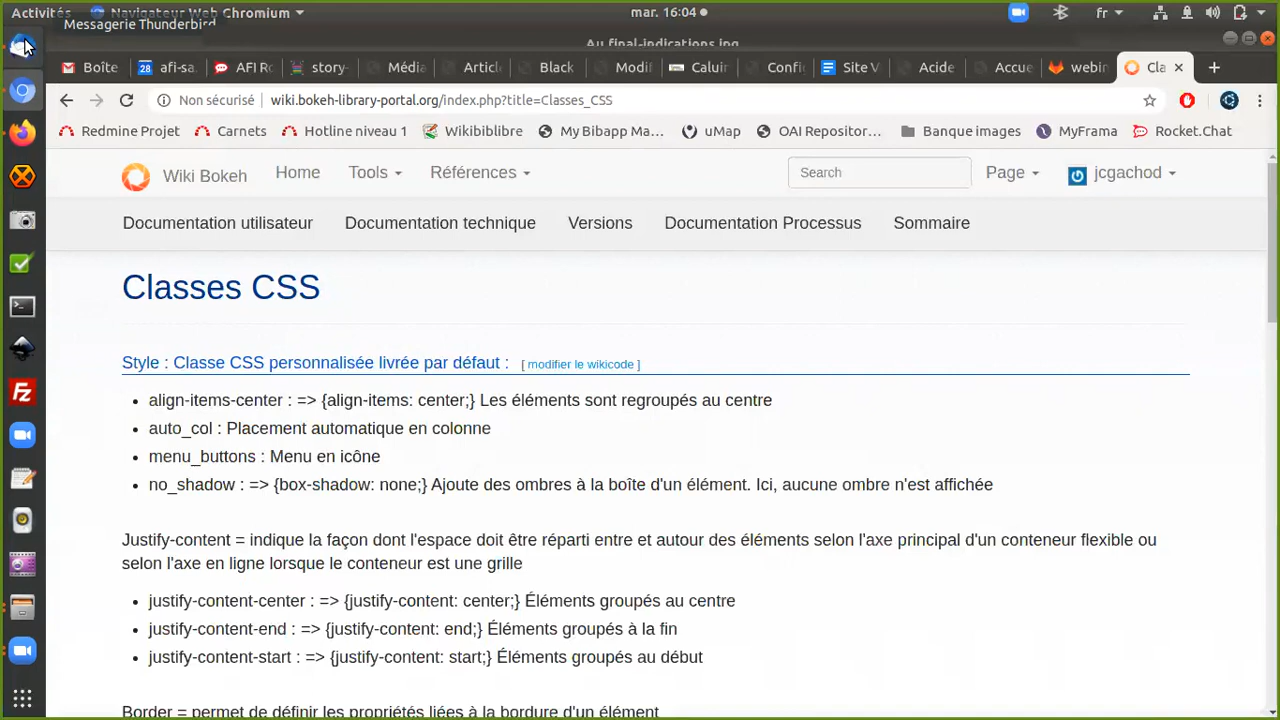 Activités Navigateur Web Chromium mar. 16:04 fr
Messagerie Thunderbird
Au final-indications.jpg
Boîte afi-sa. AFI Ro story- Média Articl Black Modif Caluir Config Site V Acide Accue webin Cla
Non sécurisé wiki.bokeh-library-portal.org/index.php?title=Classes_CSS
Redmine Projet Carnets Hotline niveau 1 Wikibiblibre My Bibapp Ma... uMap OAI Repositor... Banque images MyFrama Rocket.Chat
Wiki Bokeh Home Tools Références Search Page jcgachod
Documentation utilisateur Documentation technique Versions Documentation Processus Sommaire
Classes CSS
Style : Classe CSS personnalisée livrée par défaut : [ modifier le wikicode ]
• align-items-center : => {align-items: center;} Les éléments sont regroupés au centre
• auto_col : Placement automatique en colonne
• menu_buttons : Menu en icône
• no_shadow : => {box-shadow: none;} Ajoute des ombres à la boîte d'un élément. Ici, aucune ombre n'est affichée
Justify-content = indique la façon dont l'espace doit être réparti entre et autour des éléments selon l'axe principal d'un conteneur flexible ou
selon l'axe en ligne lorsque le conteneur est une grille
• justify-content-center : => {justify-content: center;} Éléments groupés au centre
• justify-content-end : => {justify-content: end;} Éléments groupés à la fin
• justify-content-start : => {justify-content: start;} Éléments groupés au début
Border = permet de définir les propriétés liées à la bordure d'un élément